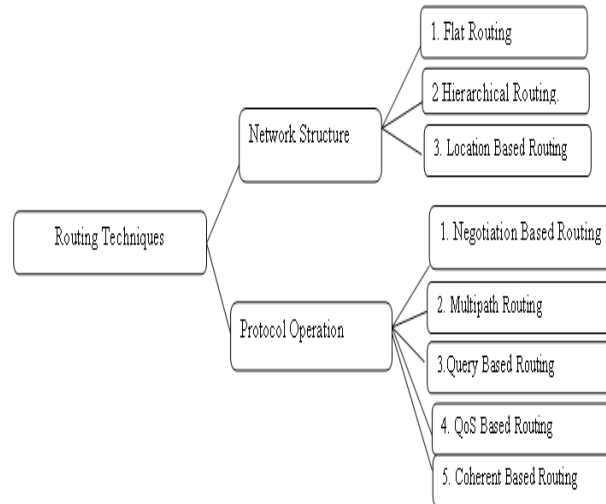 Routing Techniques
Network Structure
1. Flat Routing
2 Hierarchical Routing.
3. Location Based Routing
Protocol Operation
1. Negotiation Based Routing
2. Multipath Routing
3.Query Based Routing
4. QoS Based Routing
5. Coherent Based Routing